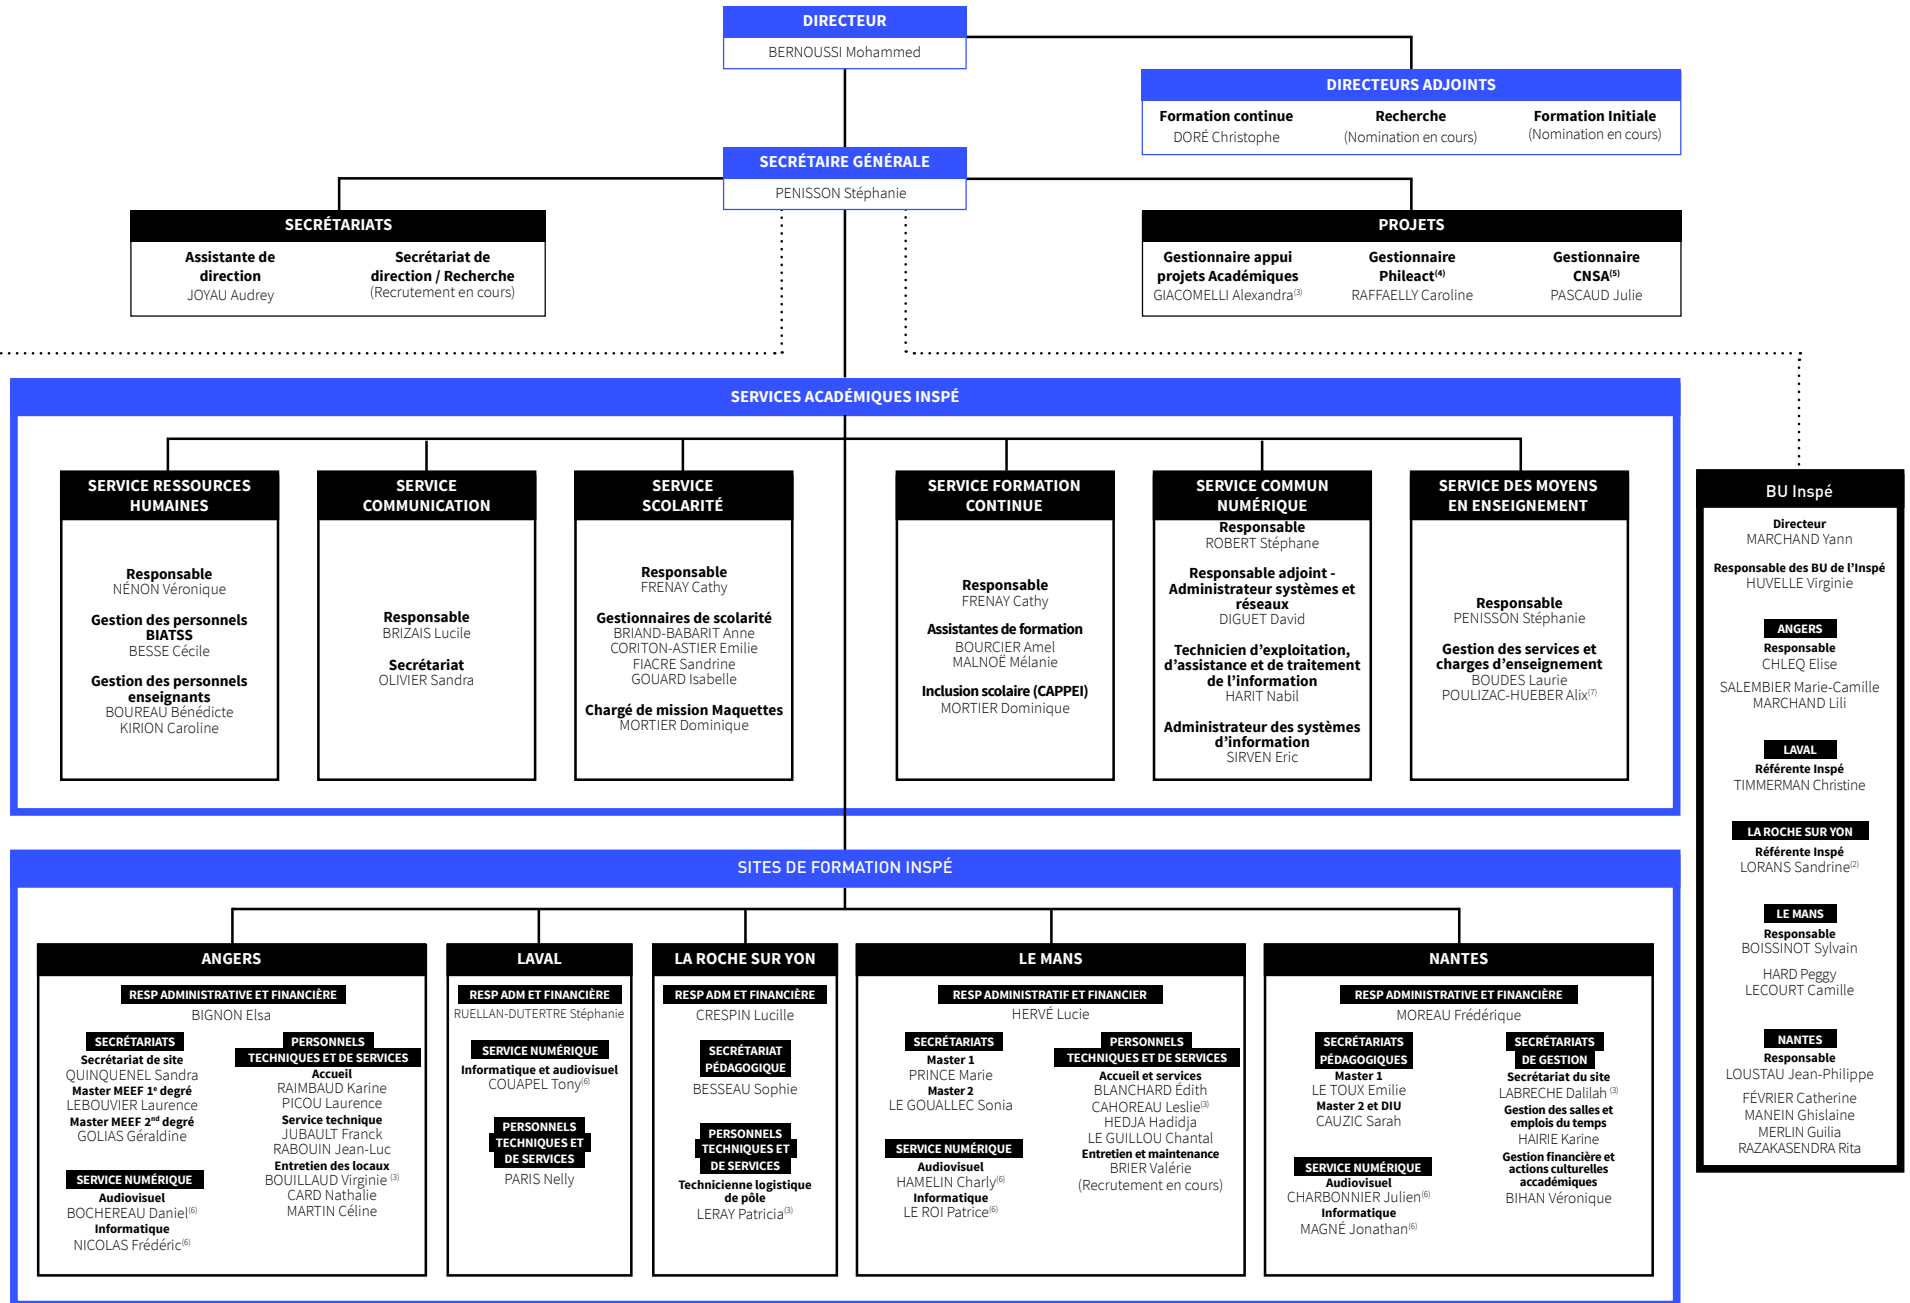 DIRECTEUR
BERNOUSSI Mohammed
DIRECTEURS ADJOINTS
Formation continue
DORÉ Christophe
Recherche
(Nomination en cours)
Formation Initiale
(Nomination en cours)
SECRÉTAIRE GÉNÉRALE
PENISSON Stéphanie
SECRÉTARIATS
Assistante de
direction
JOYAU Audrey
Secrétariat de
direction / Recherche
(Recrutement en cours)
PROJETS
Gestionnaire appui
projets Académiques
GIACOMELLI Alexandra(3)
Gestionnaire
Phileact(4)
RAFFAELLY Caroline
Gestionnaire
CNSA(5)
PASCAUD Julie
SERVICES ACADÉMIQUES INSPÉ
SERVICE RESSOURCES
HUMAINES
Responsable
NÉNON Véronique
Gestion des personnels
BIATSS
BESSE Cécile
Gestion des personnels
enseignants
BOUREAU Bénédicte
KIRION Caroline
SERVICE
COMMUNICATION
Responsable
BRIZAIS Lucile
Secrétariat
OLIVIER Sandra
SERVICE
SCOLARITÉ
Responsable
FRENAY Cathy
Gestionnaires de scolarité
BRIAND-BABARIT Anne
CORITON-ASTIER Emilie
FIACRE Sandrine
GOUARD Isabelle
Chargé de mission Maquettes
MORTIER Dominique
SERVICE FORMATION
CONTINUE
Responsable
FRENAY Cathy
Assistantes de formation
BOURCIER Amel
MALNOË Mélanie
Inclusion scolaire (CAPPEI)
MORTIER Dominique
SERVICE COMMUN
NUMÉRIQUE
Responsable
ROBERT Stéphane
Responsable adjoint -
Administrateur systèmes et
réseaux
DIGUET David
Technicien d'exploitation,
d'assistance et de traitement
de l'information
HARIT Nabil
Administrateur des systèmes
d'information
SIRVEN Eric
SERVICE DES MOYENS
EN ENSEIGNEMENT
Responsable
PENISSON Stéphanie
Gestion des services et
charges d'enseignement
BOUDES Laurie
POULIZAC-HUEBER Alix(7)
BU Inspé
Directeur
MARCHAND Yann
Responsable des BU de l'Inspé
HUVELLE Virginie
ANGERS
Responsable
CHLEQ Elise
SALEMBIER Marie-Camille
MARCHAND Lili
LAVAL
Référente Inspé
TIMMERMAN Christine
LA ROCHE SUR YON
Référente Inspé
LORANS Sandrine(2)
LE MANS
Responsable
BOISSINOT Sylvain
HARD Peggy
LECOURT Camille
NANTES
Responsable
LOUSTAU Jean-Philippe
FÉVRIER Catherine
MANEIN Ghislaine
MERLIN Guilia
RAZAKASENDRA Rita
SITES DE FORMATION INSPÉ
ANGERS
RESP ADMINISTRATIVE ET FINANCIÈRE
BIGNON Elsa
SECRÉTARIATS
Secrétariat de site
QUINQUENEL Sandra
Master MEEF 1e degré
LEBOUVIER Laurence
Master MEEF 2nd degré
GOLIAS Géraldine
SERVICE NUMÉRIQUE
Audiovisuel
BOCHEREAU Daniel(6)
Informatique
NICOLAS Frédéric(6)
PERSONNELS
TECHNIQUES ET DE SERVICES
Accueil
RAIMBAUD Karine
PICOU Laurence
Service technique
JUBAULT Franck
RABOUIN Jean-Luc
Entretien des locaux
BOUILLAUD Virginie (3)
CARD Nathalie
MARTIN Céline
LAVAL
RESP ADM ET FINANCIÈRE
RUELLAN-DUTERTRE Stéphanie
SERVICE NUMÉRIQUE
Informatique et audiovisuel
COUAPEL Tony(6)
PERSONNELS
TECHNIQUES ET
DE SERVICES
PARIS Nelly
LA ROCHE SUR YON
RESP ADM ET FINANCIÈRE
CRESPIN Lucille
SECRÉTARIAT
PÉDAGOGIQUE
BESSEAU Sophie
PERSONNELS
TECHNIQUES ET
DE SERVICES
Technicienne logistique
de pôle
LERAY Patricia(3)
LE MANS
RESP ADMINISTRATIF ET FINANCIER
HERVÉ Lucie
SECRÉTARIATS
Master 1
PRINCE Marie
Master 2
LE GOUALLEC Sonia
SERVICE NUMÉRIQUE
Audiovisuel
HAMELIN Charly(6)
Informatique
LE ROI Patrice(6)
PERSONNELS
TECHNIQUES ET DE SERVICES
Accueil et services
BLANCHARD Édith
CAHOREAU Leslie(3)
HEDJA Hadidja
LE GUILLOU Chantal
Entretien et maintenance
BRIER Valérie
(Recrutement en cours)
NANTES
RESP ADMINISTRATIVE ET FINANCIÈRE
MOREAU Frédérique
SECRÉTARIATS
PÉDAGOGIQUES
Master 1
LE TOUX Emilie
Master 2 et DIU
CAUZIC Sarah
SERVICE NUMÉRIQUE
Audiovisuel
CHARBONNIER Julien(6)
Informatique
MAGNÉ Jonathan(6)
SECRÉTARIATS
DE GESTION
Secrétariat du site
LABRECHE Dalilah (3)
Gestion des salles et
emplois du temps
HAIRIE Karine
Gestion financière et
actions culturelles
accadémiques
BIHAN Véronique